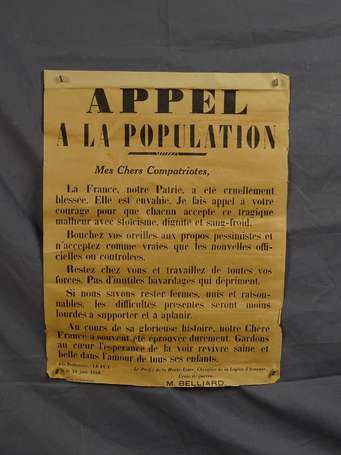 APPEL
A LA POPULATION
Mes Chers Compatriotes,
La France, notre Patrie, a été cruellement
blessée. Elle est envahie. Je fais appel à votre
courage pour que chacun accepte ce tragique
malheur avec stoïcisme, dignité et sang-froid.
Bouchez vos oreilles aux propos pessimistes et
n'acceptez comme vraies que les nouvelles offi-
cielles ou contrôlées.
Restez chez vous et travaillez de toutes vos
forces. Pas d'inutiles bavardages qui dépriment.
Si nous savons rester fermes, unis et raison-
nables, les difficultés présentes seront moins
lourdes à supporter et à aplanir.
Au cours de sa glorieuse histoire, notre Chère
France a souvent été éprouvée durement. Gardons
au cœur l'espérance de la voir revivre saine et
belle dans l'amour de tous ses enfants.
LE PUY
juin
Le Préfet de la Haute-Loire, Chevalier de la Légion d'honneur,
Croix de guerre,
M. BELLIARD